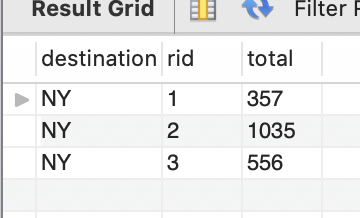 Result Grid Filter
destination rid total
NY 1 357
NY 2 1035
NY 3 556